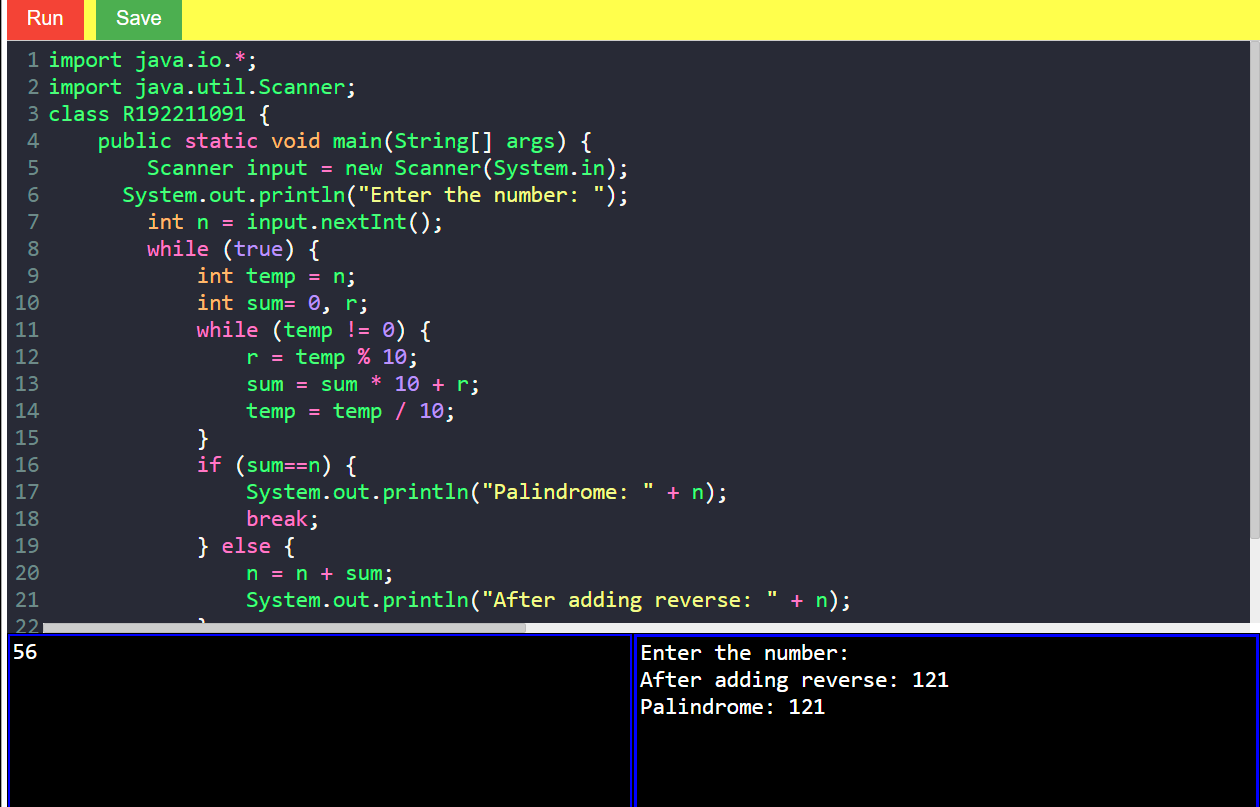 Run Save
1 import java.io.*;
2 import java.util.Scanner;
3 class R192211091 {
4     public static void main(String[] args) {
5         Scanner input = new Scanner(System.in);
6       System.out.println("Enter the number: ");
7         int n = input.nextInt();
8         while (true) {
9             int temp = n;
10             int sum= 0, r;
11             while (temp != 0) {
12                 r = temp % 10;
13                 sum = sum * 10 + r;
14                 temp = temp / 10;
15             }
16             if (sum==n) {
17                 System.out.println("Palindrome: " + n);
18                 break;
19             } else {
20                 n = n + sum;
21                 System.out.println("After adding reverse: " + n);
22             }
56
Enter the number:
After adding reverse: 121
Palindrome: 121